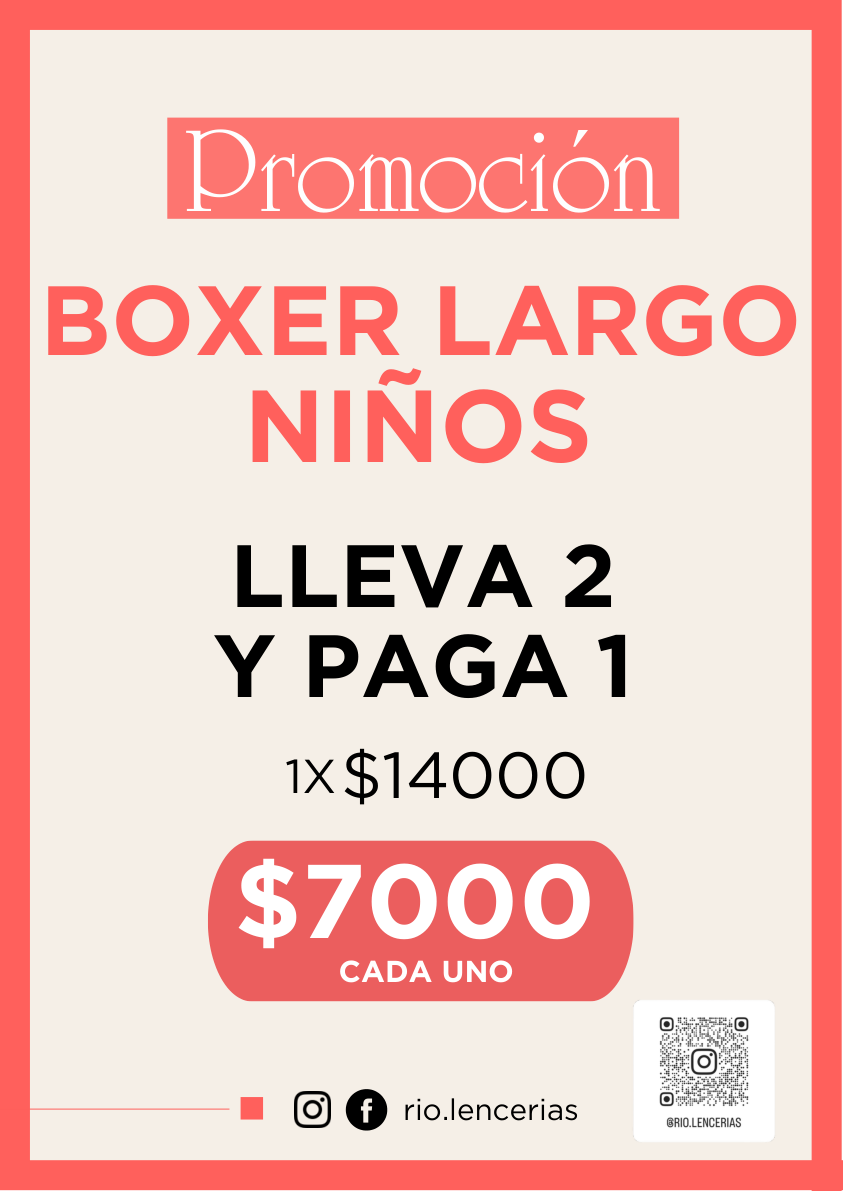 Promoción
BOXER LARGO
NIÑOS
LLEVA 2
Y PAGA 1
1X $14000
$7000
CADA UNO
rio.lencerias
@RIO.LENCERIAS